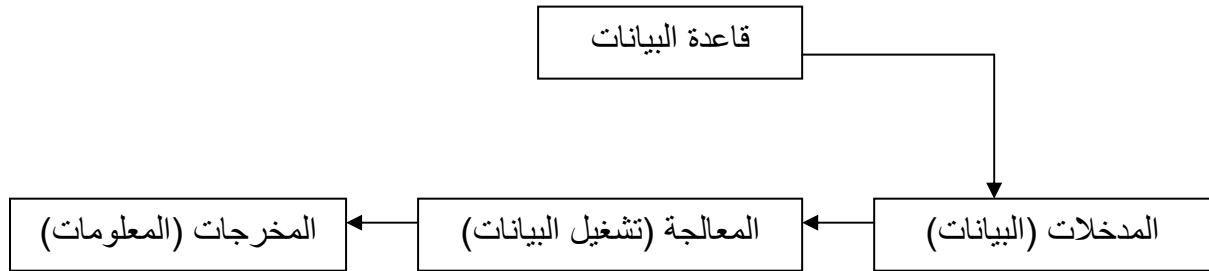 قاعدة البيانات
المدخلات (البيانات)
المعالجة (تشغيل البيانات)
المخرجات (المعلومات)